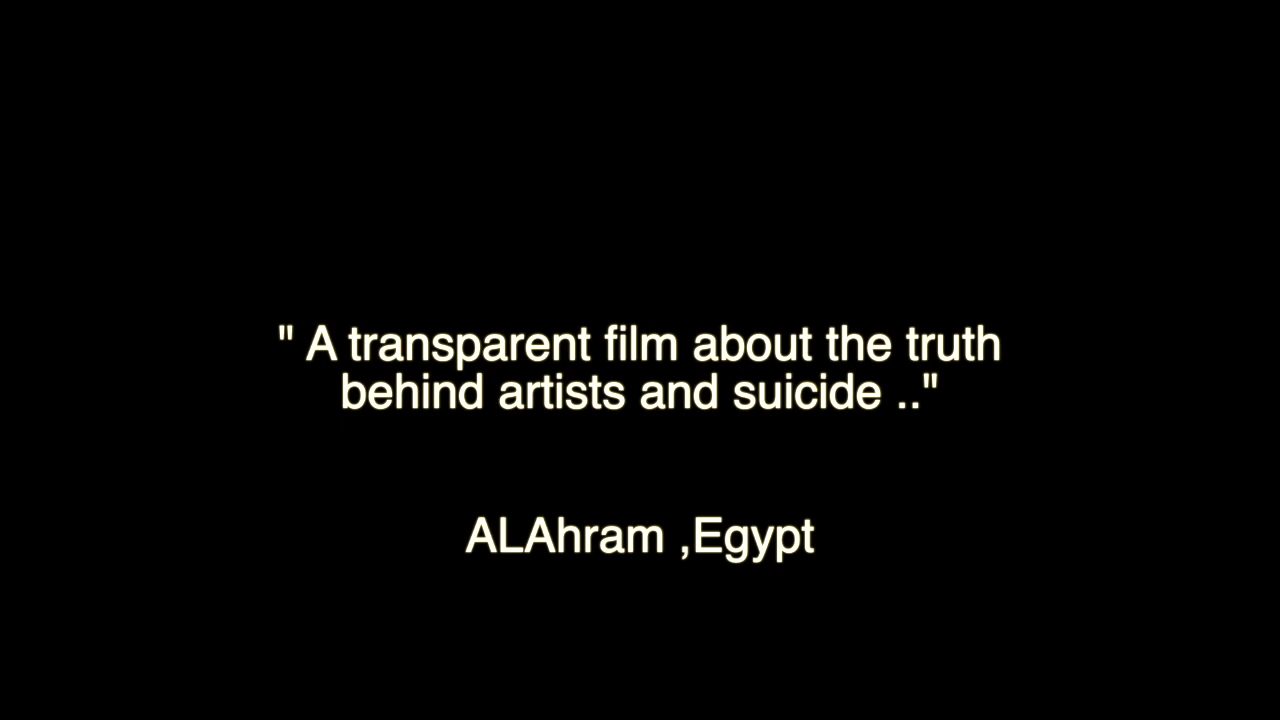 " A transparent film about the truth
behind artists and suicide .."
ALAhram ,Egypt